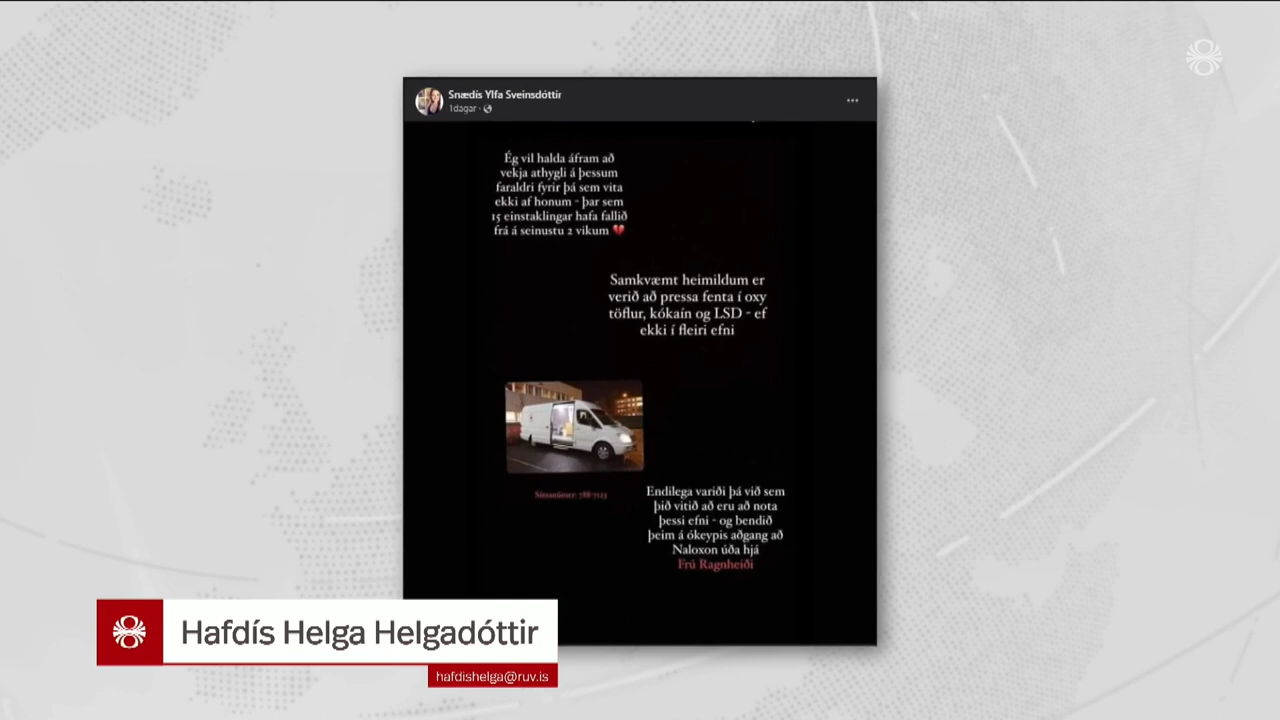 Snædís Ylfa Sveinsdóttir
1 dagar
Ég vil halda áfram að
vekja athygli á þessum
faraldri fyrir þá sem vita
ekki af honum - þar sem
15 einstaklingar hafa fallið
frá á seinustu 2 vikum 💔
Samkvæmt heimildum er
verið að pressa fenta í oxy
töflur, kókaín og LSD - ef
ekki í fleiri efni
Endilega variði þá við sem
þið vitið að eru að nota
þessi efni - og bendið
þeim á ókeypis aðgang að
Naloxon úða hjá
Frú Ragnheiði
Hafdís Helga Helgadóttir
hafdishelga@ruv.is